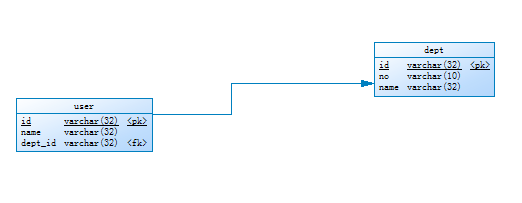 dept
id varchar(32) <pk>
no varchar(10)
name varchar(32)
user
id varchar(32) <pk>
name varchar(32)
dept_id varchar(32) <fk>